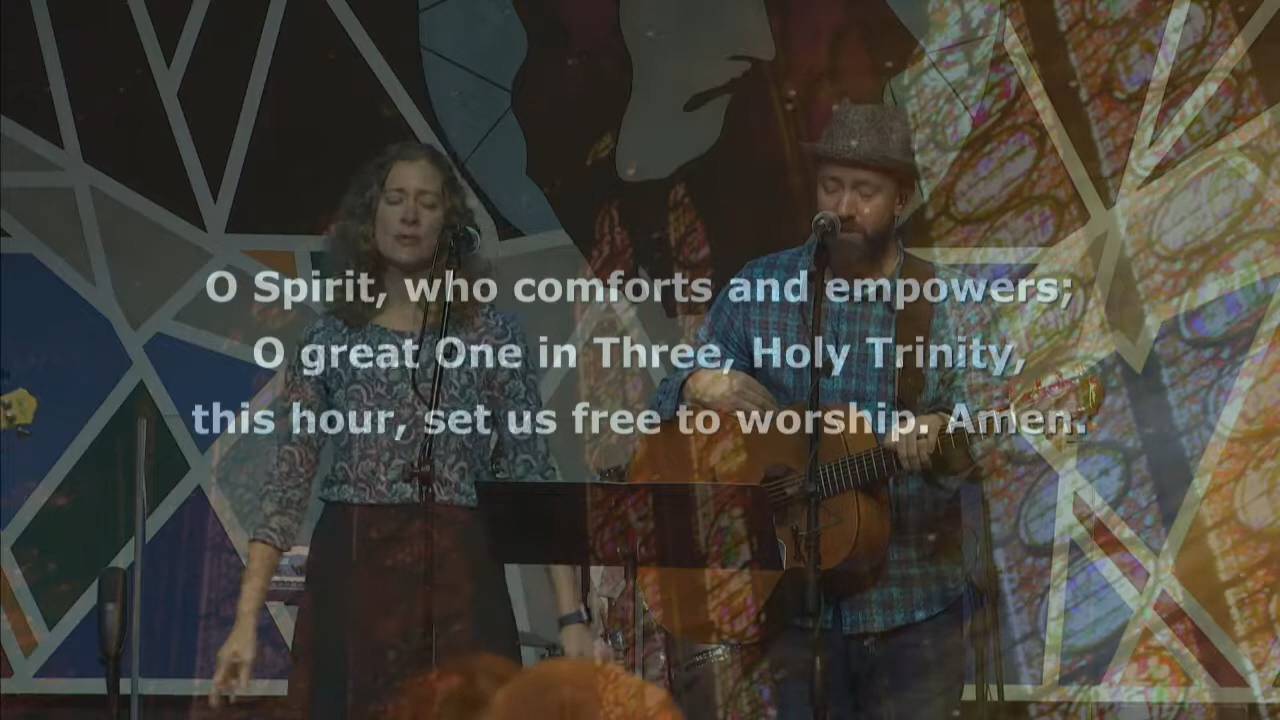 O Spirit, who comforts and empowers;
O great One in Three, Holy Trinity,
this hour, set us free to worship. Amen.